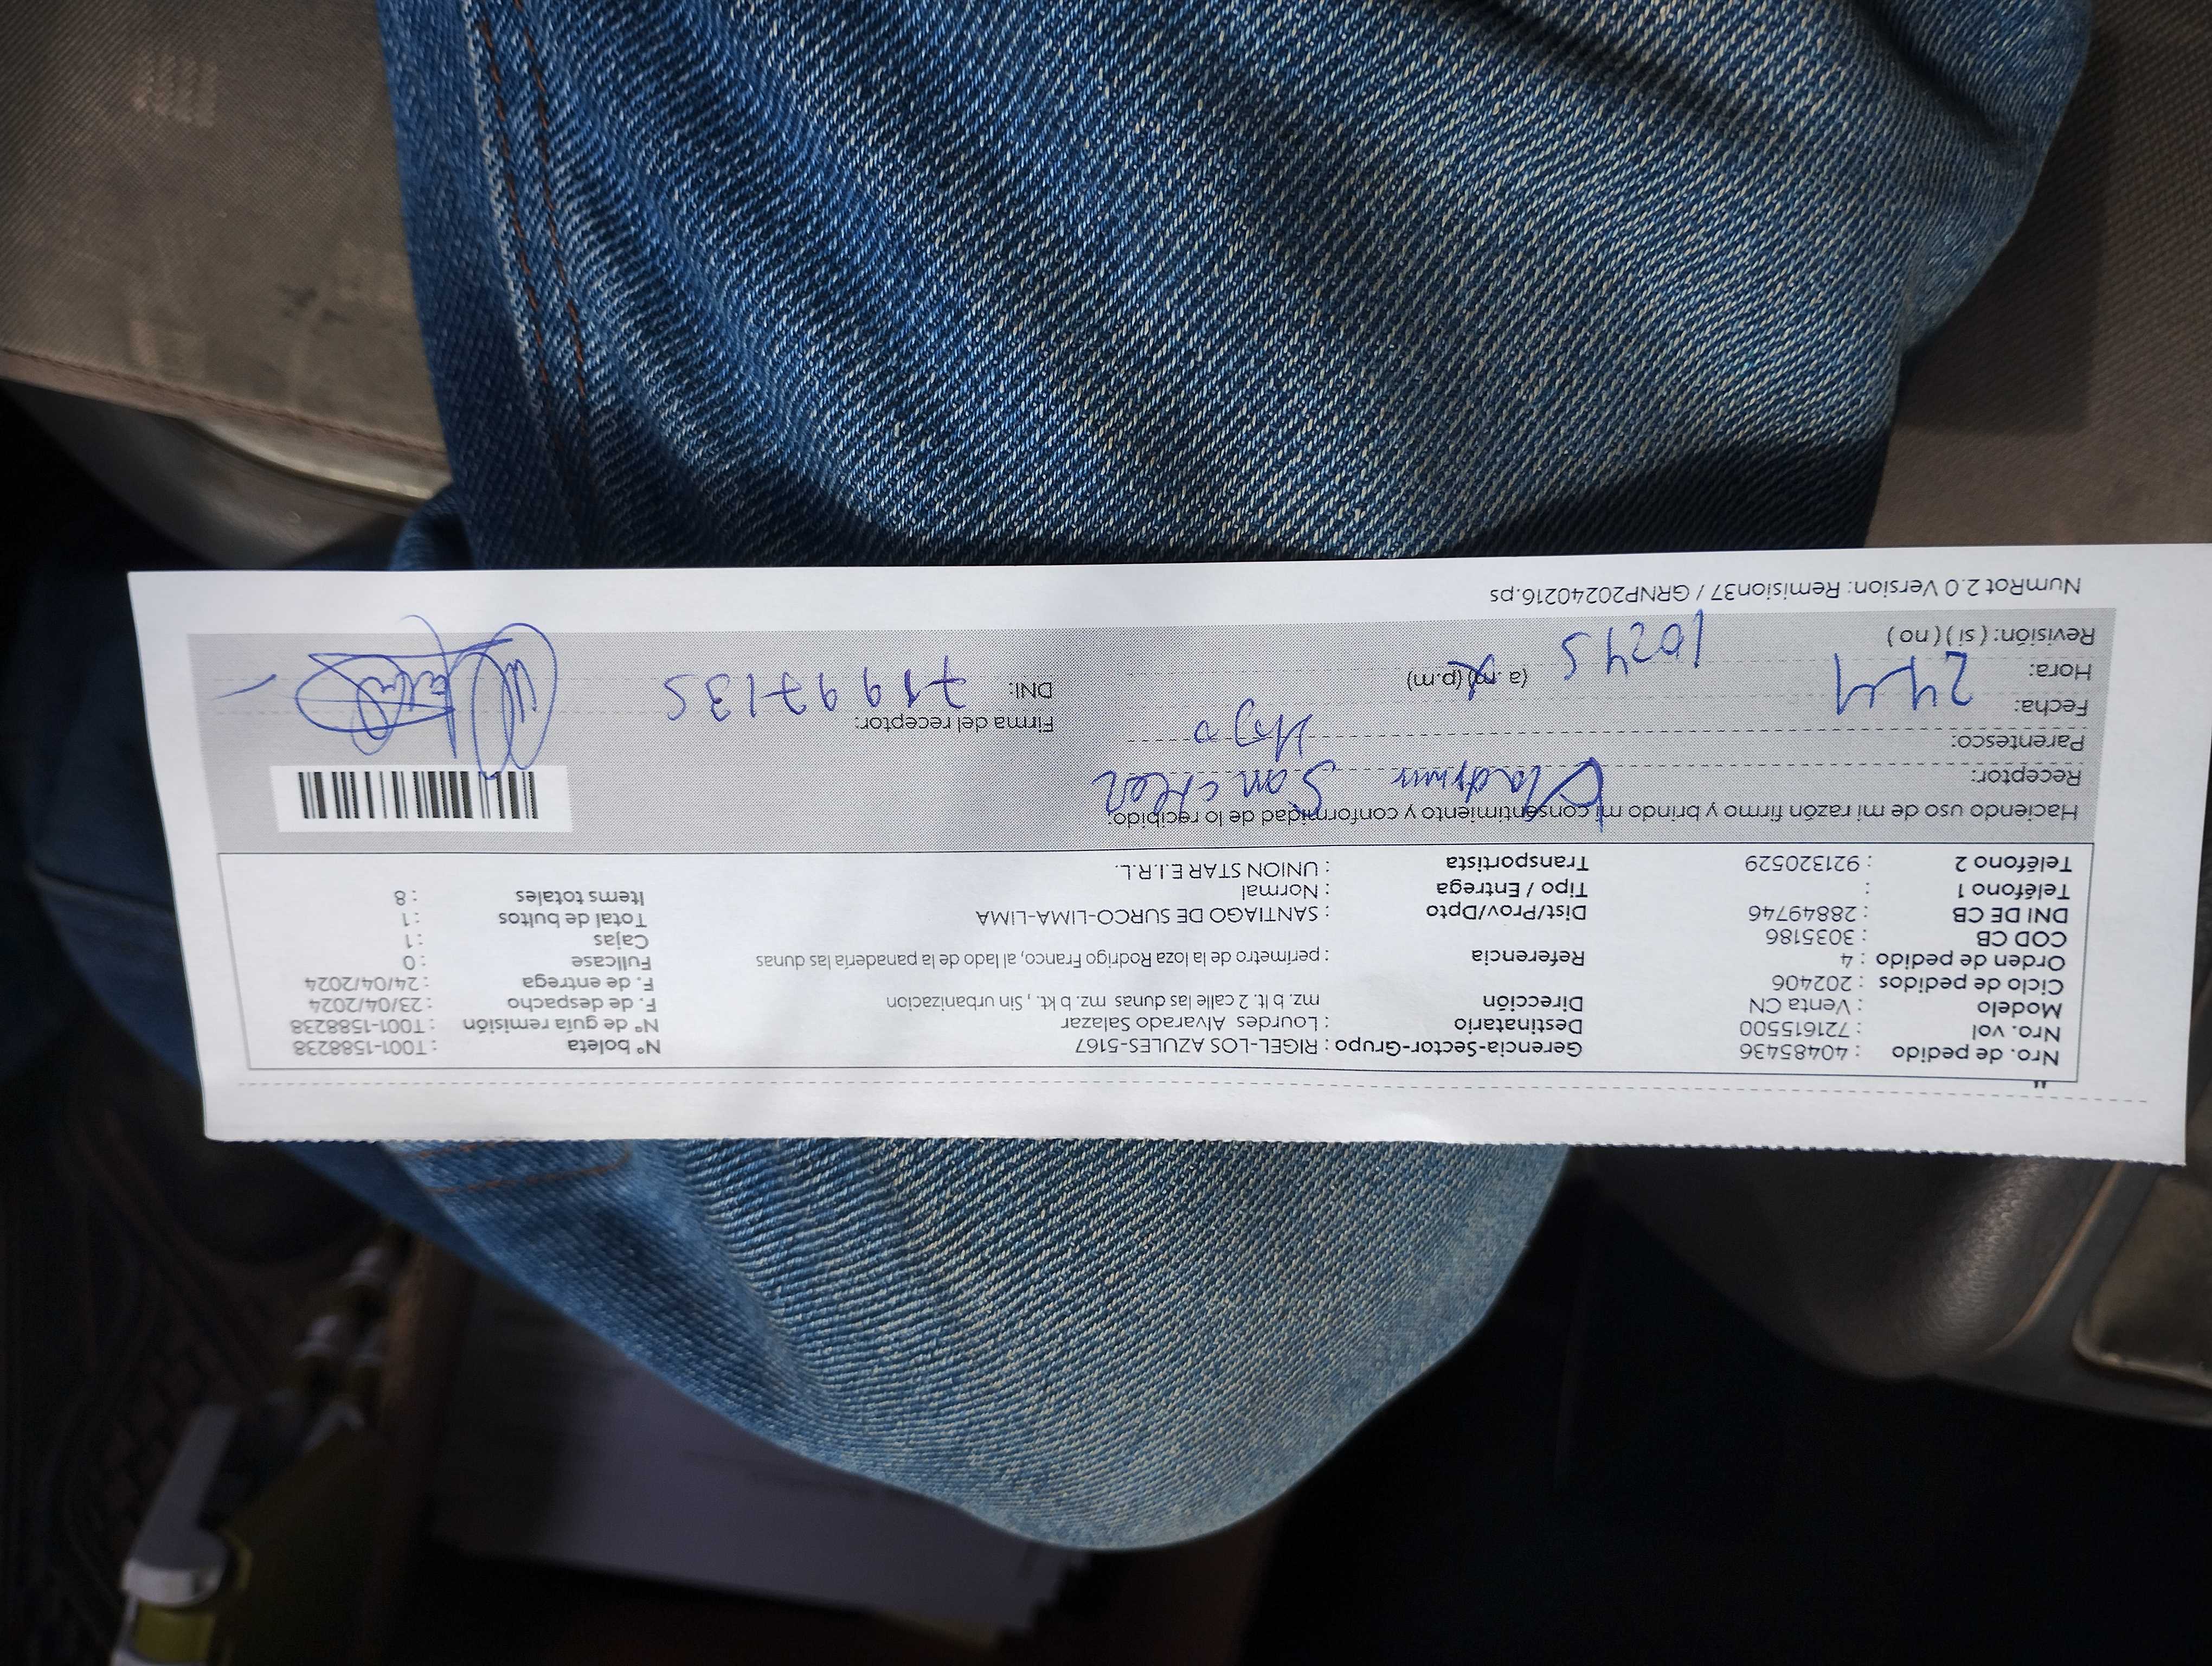 Nro. de pedido : 40485436 Gerencia-Sector-Grupo : RIGEL-LOS AZULES-5167 N° boleta : T001-1588238
Nro. vol : 721615500 Destinatario : Lourdes Alvarado Salazar N° de guía remisión : T001-1588238
Modelo : Venta CN Dirección mz. b lt. 2 calle las dunas mz. b kt. , Sin urbanizacion F. de despacho : 23/04/2024
Ciclo de pedidos : 202406 F. de entrega : 24/04/2024
Orden de pedido : 4 Referencia : perimetro de la loza Rodrigo Franco, al lado de la panadería las dunas Fullcase : 0
COD CB : 3035186 Cajas : 1
DNI DE CB : 28849746 Dist/Prov/Dpto : SANTIAGO DE SURCO-LIMA-LIMA Total de bultos : 1
Teléfono 1 : Tipo / Entrega : Normal Items totales : 8
Teléfono 2 : 921320529 Transportista : UNION STAR E.I.R.L.
Haciendo uso de mi razón firmo y brindo mi consentimiento y conformidad de lo recibido:
Receptor: Vladimir Sanchez
Parentesco: Hijo
Fecha: 24-4 Firma del receptor:
Hora: 10245 (a. m) (p.m) DNI: 71997135
Revisión: ( si ) ( no )
NumRot 2.0 Version: Remision37 / GRNP20240216.ps